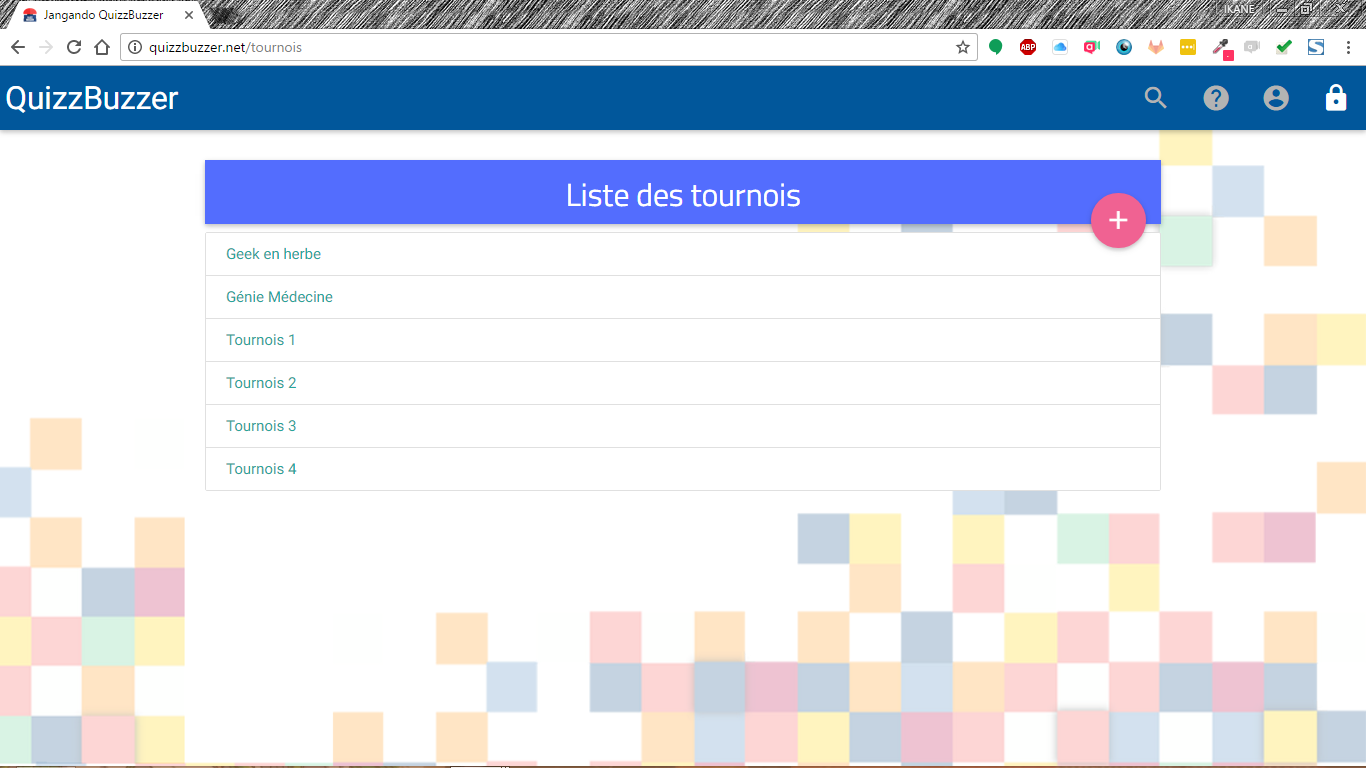 Jangando QuizzBuzzer
IKANE
quizzbuzzer.net/tournois
ABP
QuizzBuzzer
Liste des tournois
Geek en herbe
Génie Médecine
Tournois 1
Tournois 2
Tournois 3
Tournois 4